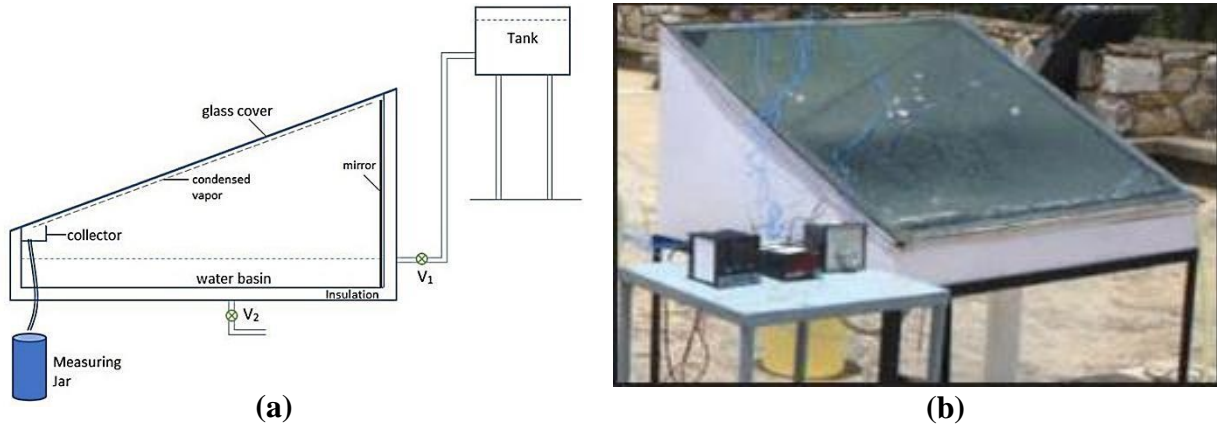 Tank
glass cover
mirror
condensed
vapor
collector
water basin
V₁
Insulation
V₂
Measuring
Jar
(a)
(b)